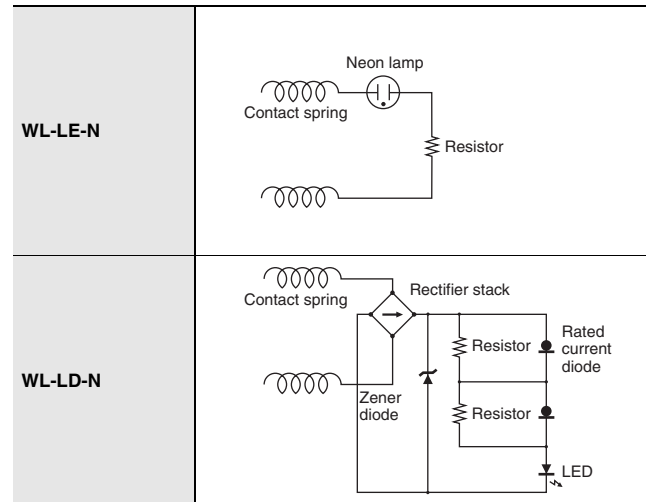 WL-LE-N
Neon lamp
Contact spring
Resistor
WL-LD-N
Contact spring
Rectifier stack
Resistor
Rated
current
diode
Zener
diode
Resistor
LED